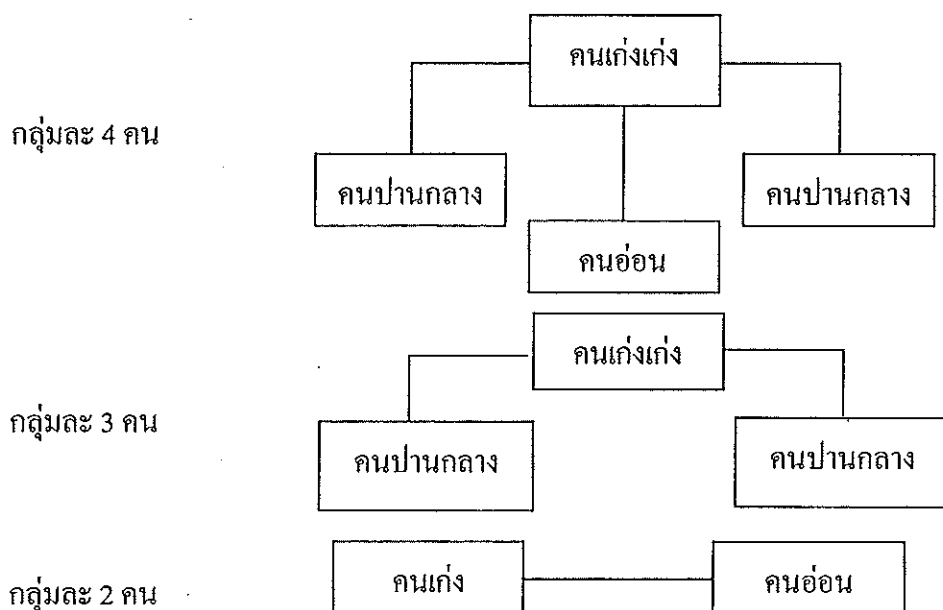 คนเก่งเก่ง
กลุ่มละ 4 คน
คนปานกลาง คนปานกลาง
คนอ่อน
คนเก่งเก่ง
กลุ่มละ 3 คน
คนปานกลาง คนปานกลาง
กลุ่มละ 2 คน คนเก่ง คนอ่อน